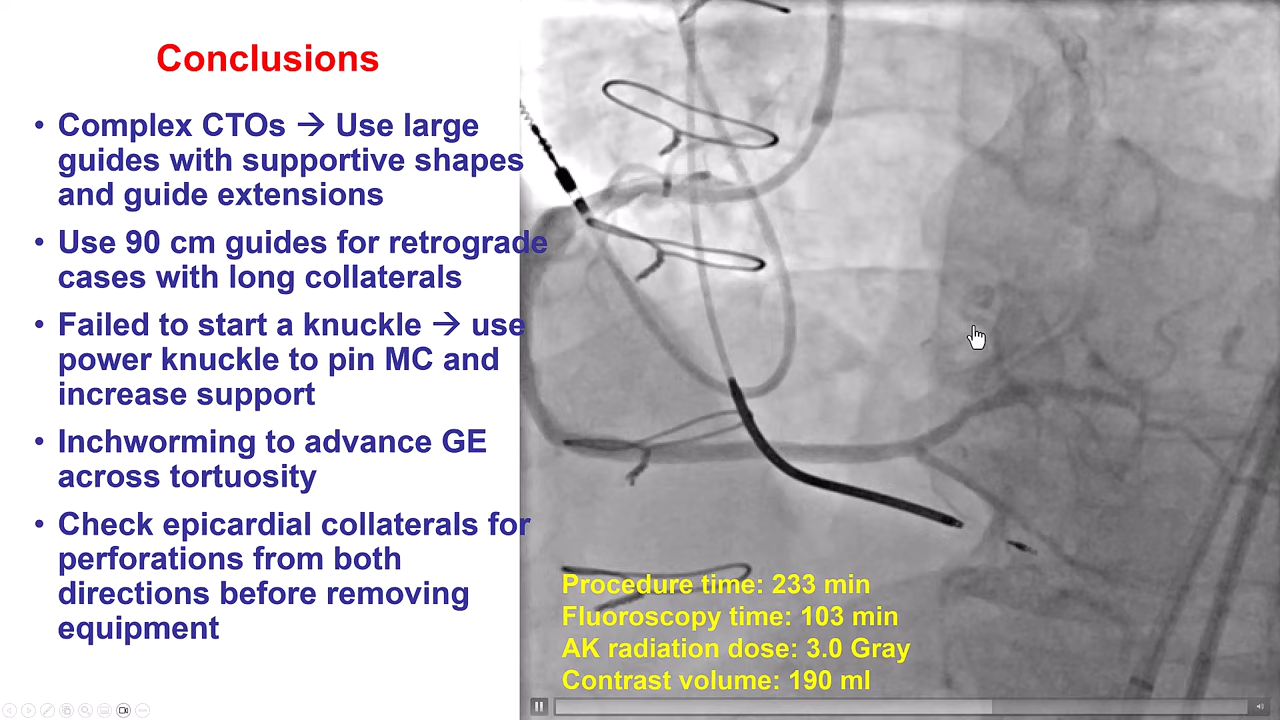 Conclusions
• Complex CTOs → Use large
guides with supportive shapes
and guide extensions
• Use 90 cm guides for retrograde
cases with long collaterals
• Failed to start a knuckle → use
power knuckle to pin MC and
increase support
• Inchworming to advance GE
across tortuosity
• Check epicardial collaterals for
perforations from both
directions before removing
equipment
Procedure time: 233 min
Fluoroscopy time: 103 min
AK radiation dose: 3.0 Gray
Contrast volume: 190 ml